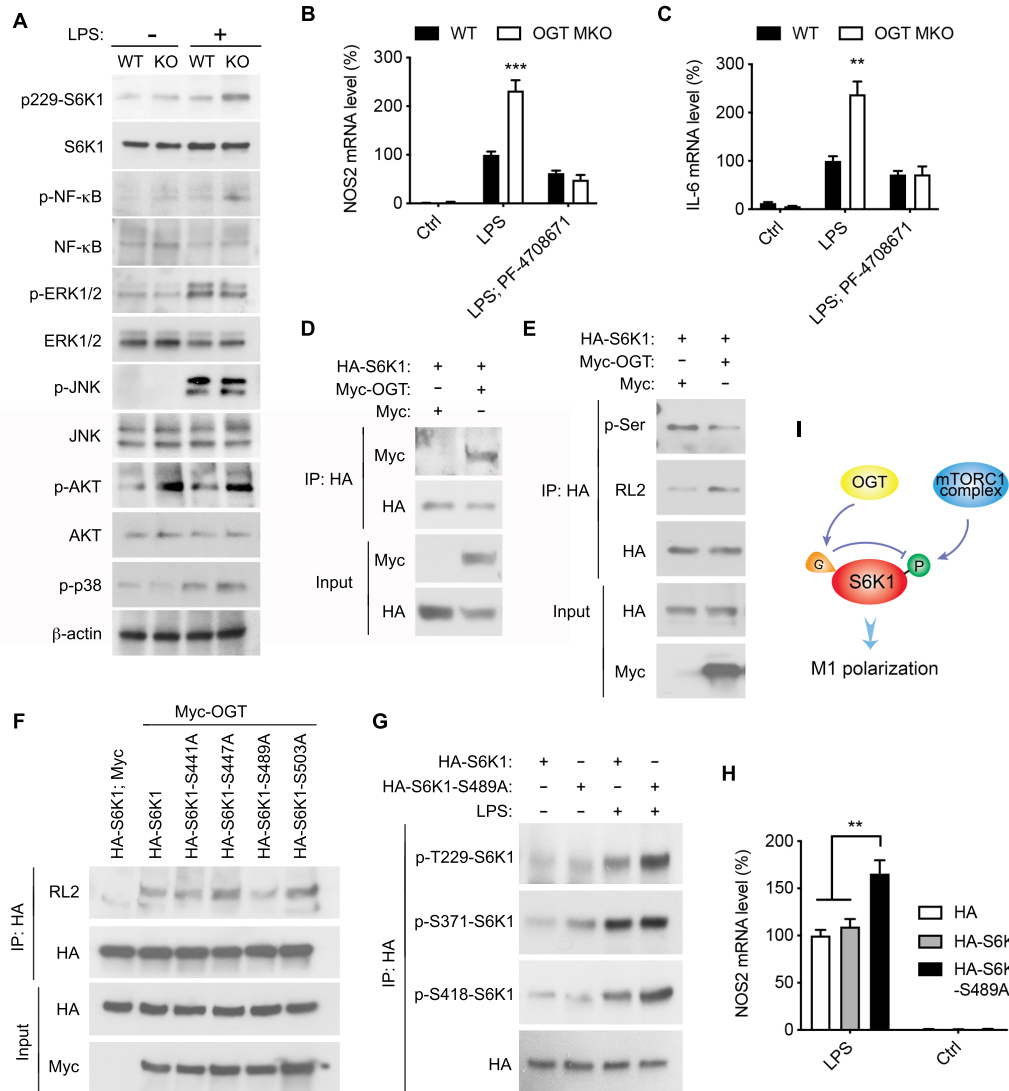 A
LPS: – +
WT KO WT KO
p229-S6K1
S6K1
p-NF-κB
NF-κB
p-ERK1/2
ERK1/2
p-JNK
JNK
p-AKT
AKT
p-p38
β-actin
B
WT OGT MKO
NOS2 mRNA level (%)
300
200
100
0
***
Ctrl
LPS
LPS; PF-4708671
C
WT OGT MKO
IL-6 mRNA level (%)
300
200
100
0
**
Ctrl
LPS
LPS; PF-4708671
D
HA-S6K1: + +
Myc-OGT: – +
Myc: + –
IP: HA
Myc
HA
Input
Myc
HA
E
HA-S6K1: + +
Myc-OGT: – +
Myc: + –
IP: HA
p-Ser
RL2
HA
Input
HA
Myc
I
OGT
mTORC1
complex
G
S6K1
P
M1 polarization
F
Myc-OGT
HA-S6K1; Myc
HA-S6K1
HA-S6K1-S441A
HA-S6K1-S447A
HA-S6K1-S489A
HA-S6K1-S503A
IP: HA
RL2
HA
Input
HA
Myc
G
HA-S6K1: + – + –
HA-S6K1-S489A: – + – +
LPS: – – + +
IP: HA
p-T229-S6K1
p-S371-S6K1
p-S418-S6K1
HA
H
NOS2 mRNA level (%)
200
150
100
50
0
**
LPS
Ctrl
HA
HA-S6K
HA-S6K
-S489A